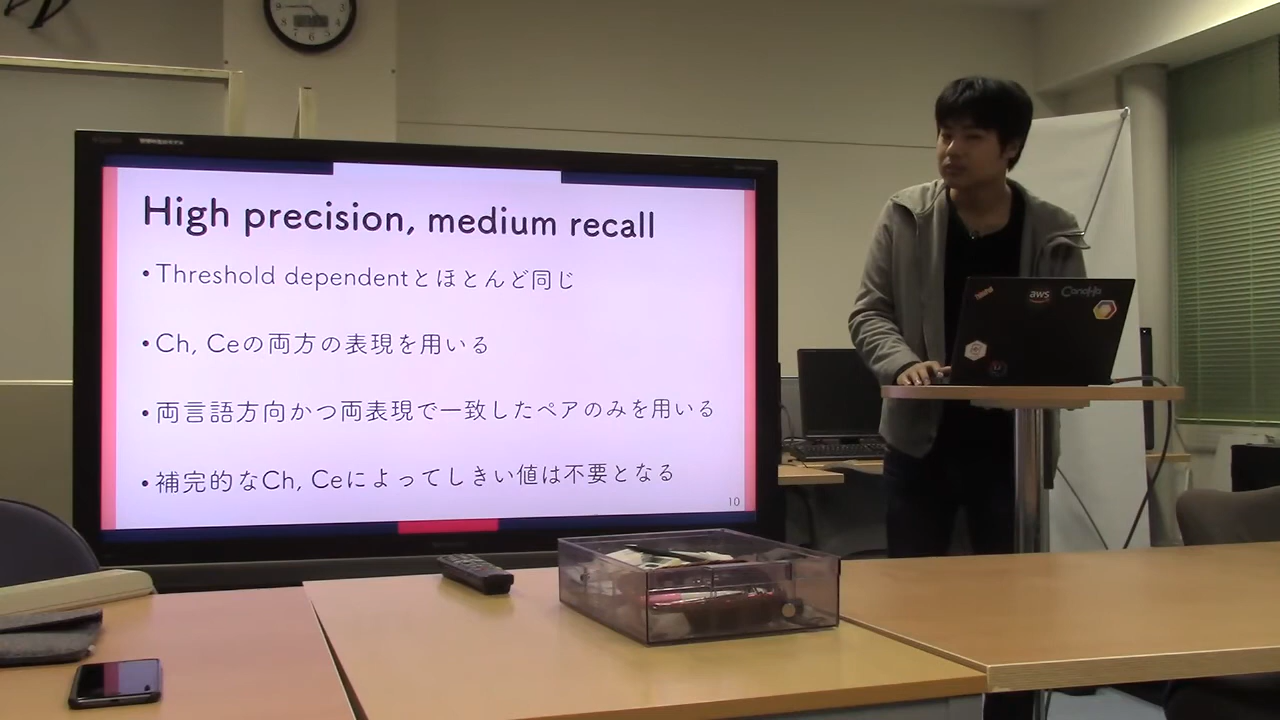 High precision, medium recall
•Threshold dependentとほとんど同じ
•Ch, Ceの両方の表現を用いる
•両言語方向かつ両表現で一致したペアのみを用いる
•補完的なCh, Ceによってしきい値は不要となる
10
aws
ConoHa